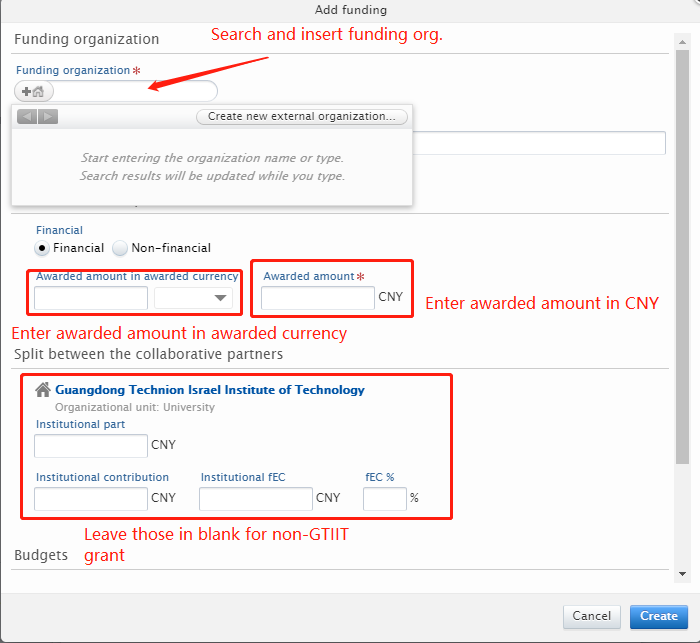 Add funding
Funding organization
Search and insert funding org.
Funding organization *
Create new external organization...
Start entering the organization name or type.
Search results will be updated while you type.
Financial
Financial Non-financial
Awarded amount in awarded currency
Awarded amount *
CNY
Enter awarded amount in CNY
Enter awarded amount in awarded currency
Split between the collaborative partners
Guangdong Technion Israel Institute of Technology
Organizational unit: University
Institutional part
CNY
Institutional contribution Institutional fEC fEC %
CNY CNY %
Leave those in blank for non-GTIIT
grant
Budgets
Cancel Create